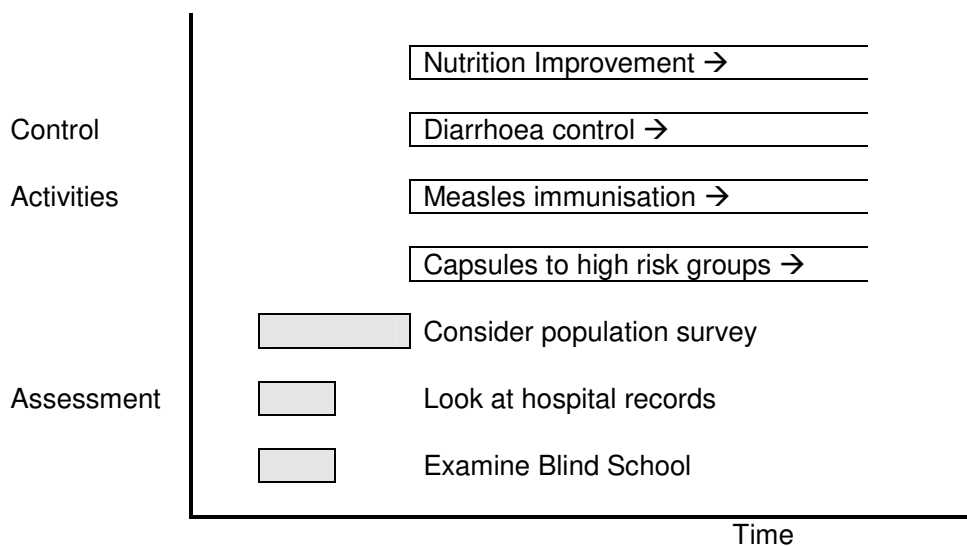 Nutrition Improvement →
Control
Diarrhoea control →
Activities
Measles immunisation →
Capsules to high risk groups →
Consider population survey
Assessment
Look at hospital records
Examine Blind School
Time